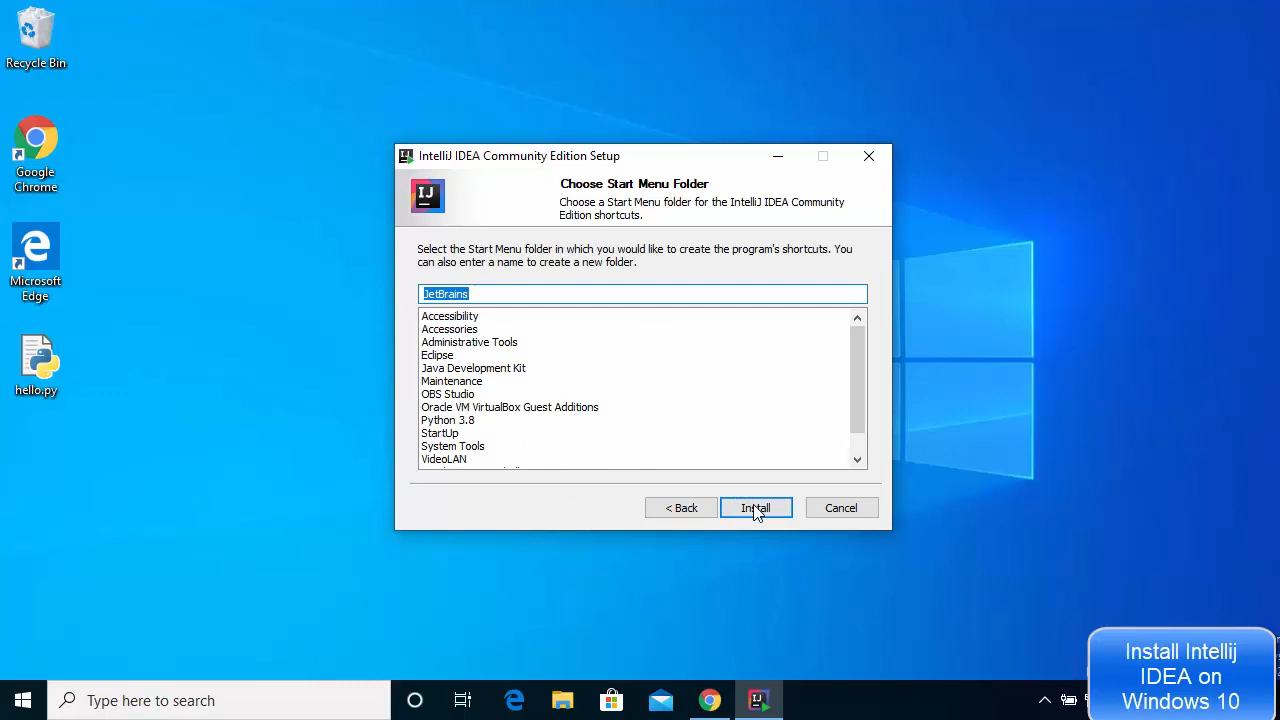 Recycle Bin
Google
Chrome
Microsoft
Edge
hello.py
IntelliJ IDEA Community Edition Setup
IJ
Choose Start Menu Folder
Choose a Start Menu folder for the IntelliJ IDEA Community
Edition shortcuts.
Select the Start Menu folder in which you would like to create the program's shortcuts. You
can also enter a name to create a new folder.
JetBrains
Accessibility
Accessories
Administrative Tools
Eclipse
Java Development Kit
Maintenance
OBS Studio
Oracle VM VirtualBox Guest Additions
Python 3.8
StartUp
System Tools
VideoLAN
< Back
Install
Cancel
Type here to search
Install Intellij
IDEA on
Windows 10